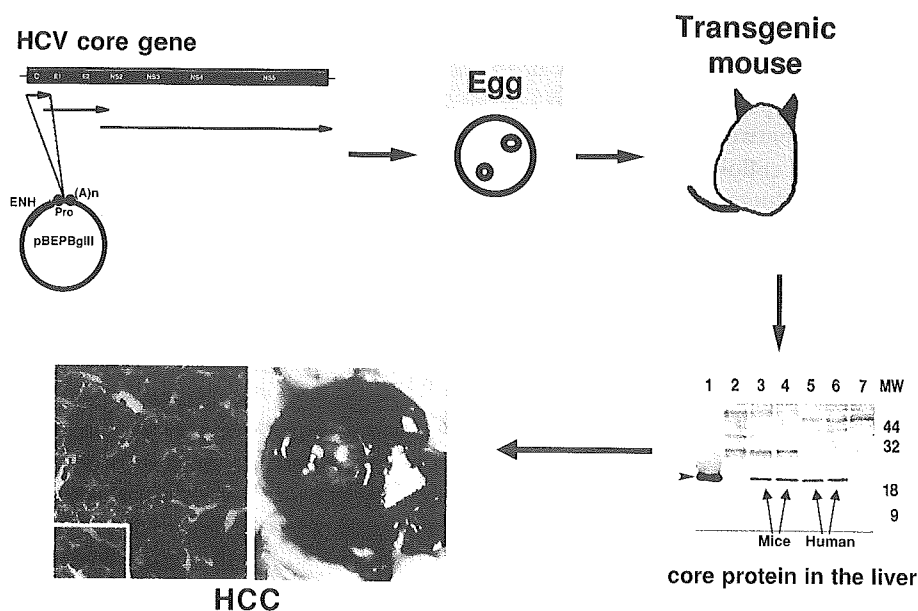 HCV core gene
C E1 E2 NS2 NS3 NS4 NS5
ENH
Pro
(A)n
pBEPBglII
Egg
Transgenic
mouse
1 2 3 4 5 6 7 MW
44
32
18
9
Mice Human
core protein in the liver
HCC